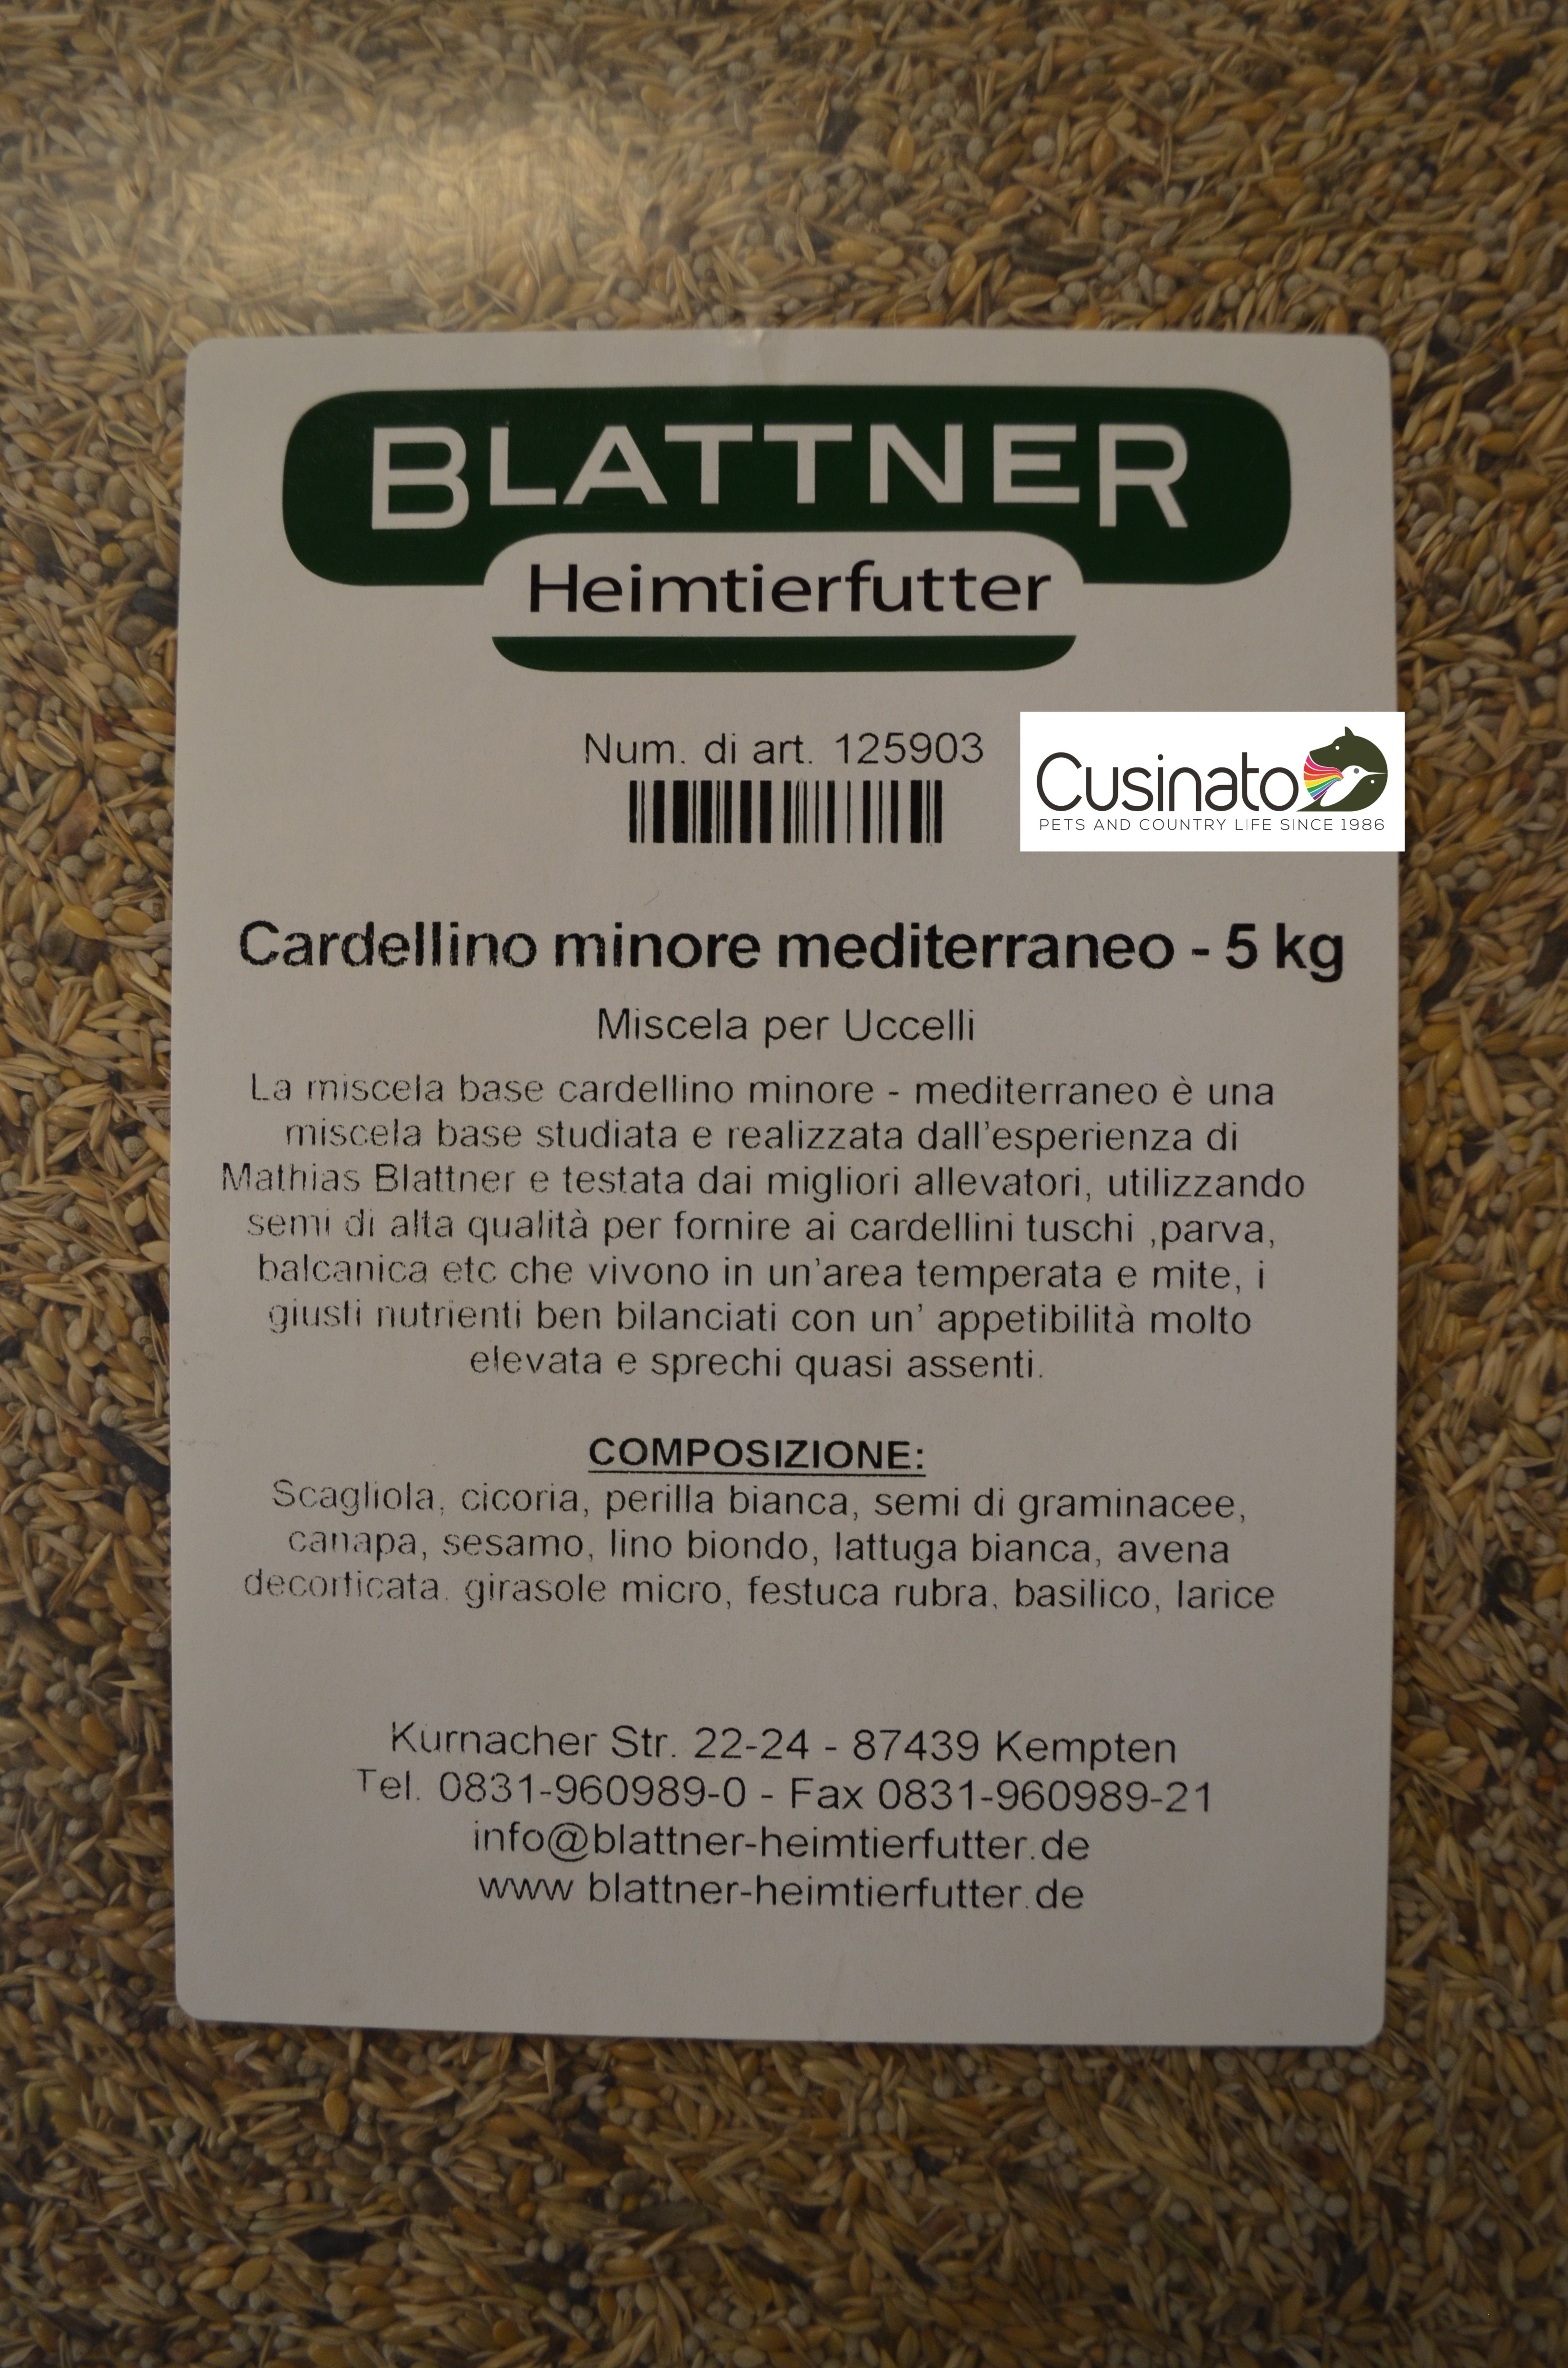 BLATTNER
Heimtierfutter
Num. di art. 125903
Cusinato
PETS AND COUNTRY LIFE SINCE 1986
Cardellino minore mediterraneo - 5 kg
Miscela per Uccelli
La miscela base cardellino minore - mediterraneo è una
miscela base studiata e realizzata dall'esperienza di
Mathias Blattner e testata dai migliori allevatori, utilizzando
semi di alta qualità per fornire ai cardellini tuschi ,parva,
balcanica etc che vivono in un'area temperata e mite, i
giusti nutrienti ben bilanciati con un' appetibilità molto
elevata e sprechi quasi assenti.
COMPOSIZIONE:
Scagliola, cicoria, perilla bianca, semi di graminacee,
canapa, sesamo, lino biondo, lattuga bianca, avena
decorticata, girasole micro, festuca rubra, basilico, larice
Kurnacher Str. 22-24 - 87439 Kempten
Tel. 0831-960989-0 - Fax 0831-960989-21
info@blattner-heimtierfutter.de
www blattner-heimtierfutter.de